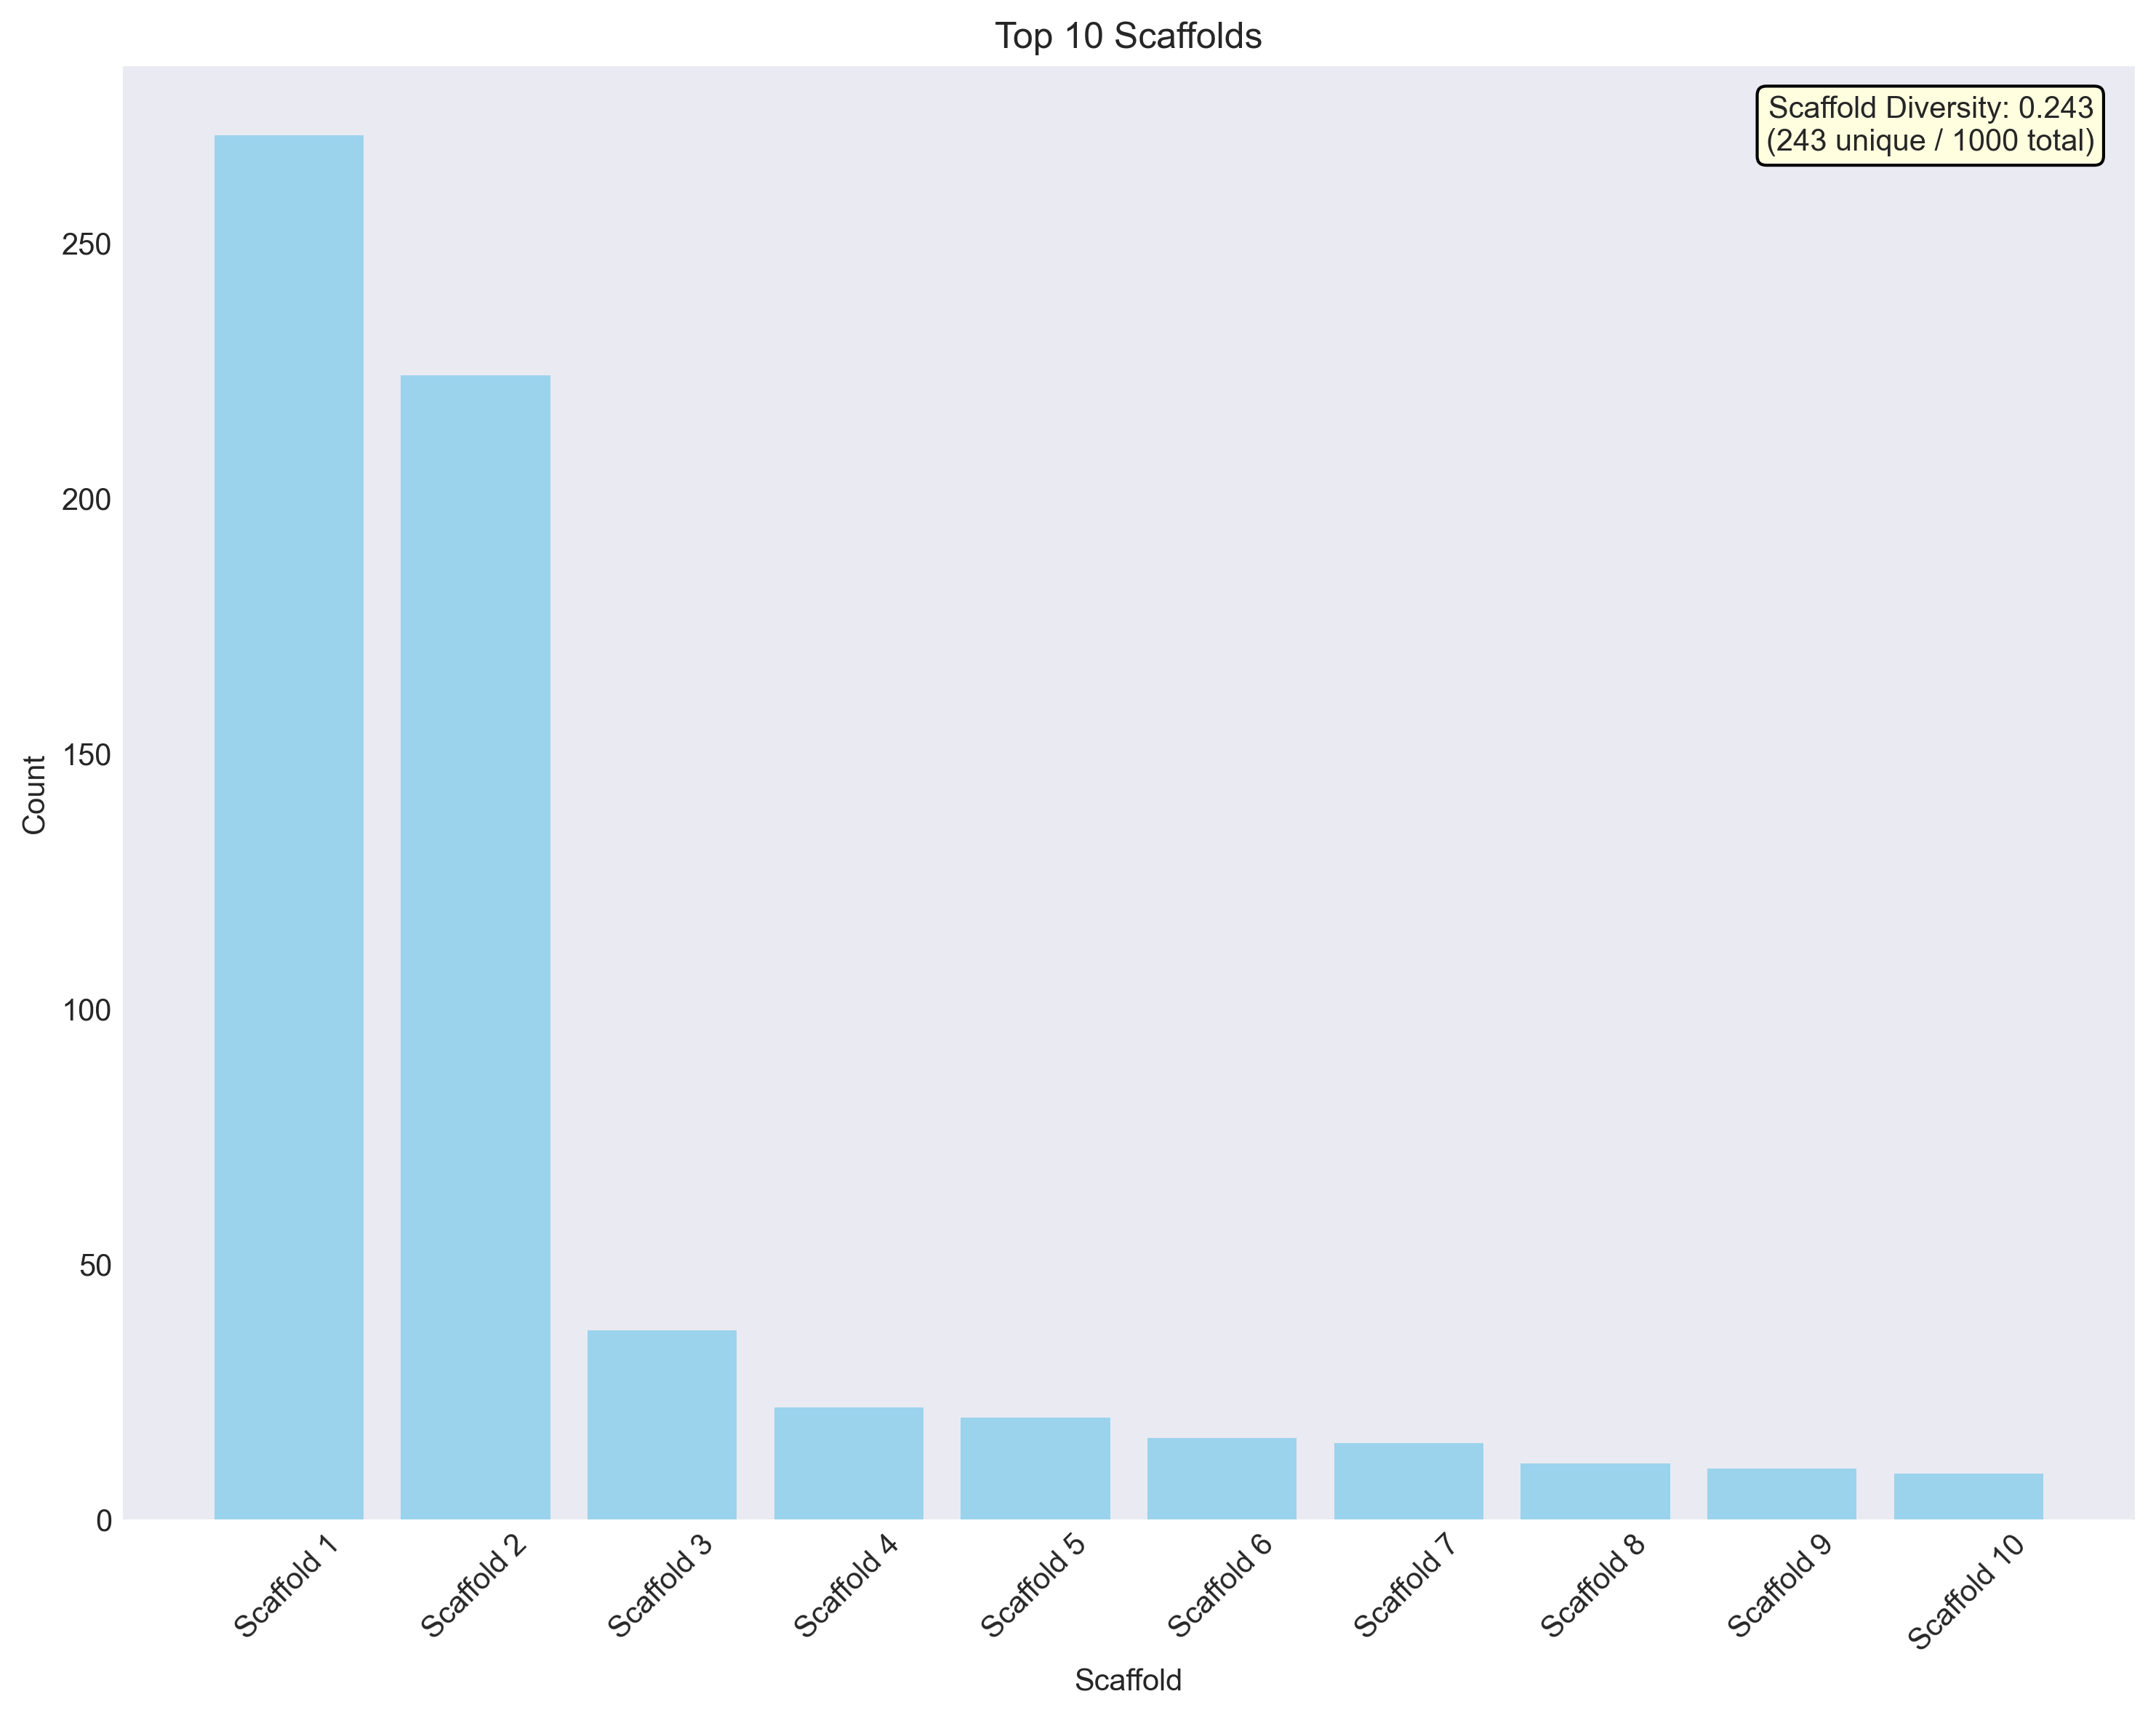 Top 10 Scaffolds
Scaffold Diversity: 0.243
(243 unique / 1000 total)
Count
250
200
150
100
50
0
Scaffold 1
Scaffold 2
Scaffold 3
Scaffold 4
Scaffold 5
Scaffold 6
Scaffold 7
Scaffold 8
Scaffold 9
Scaffold 10
Scaffold